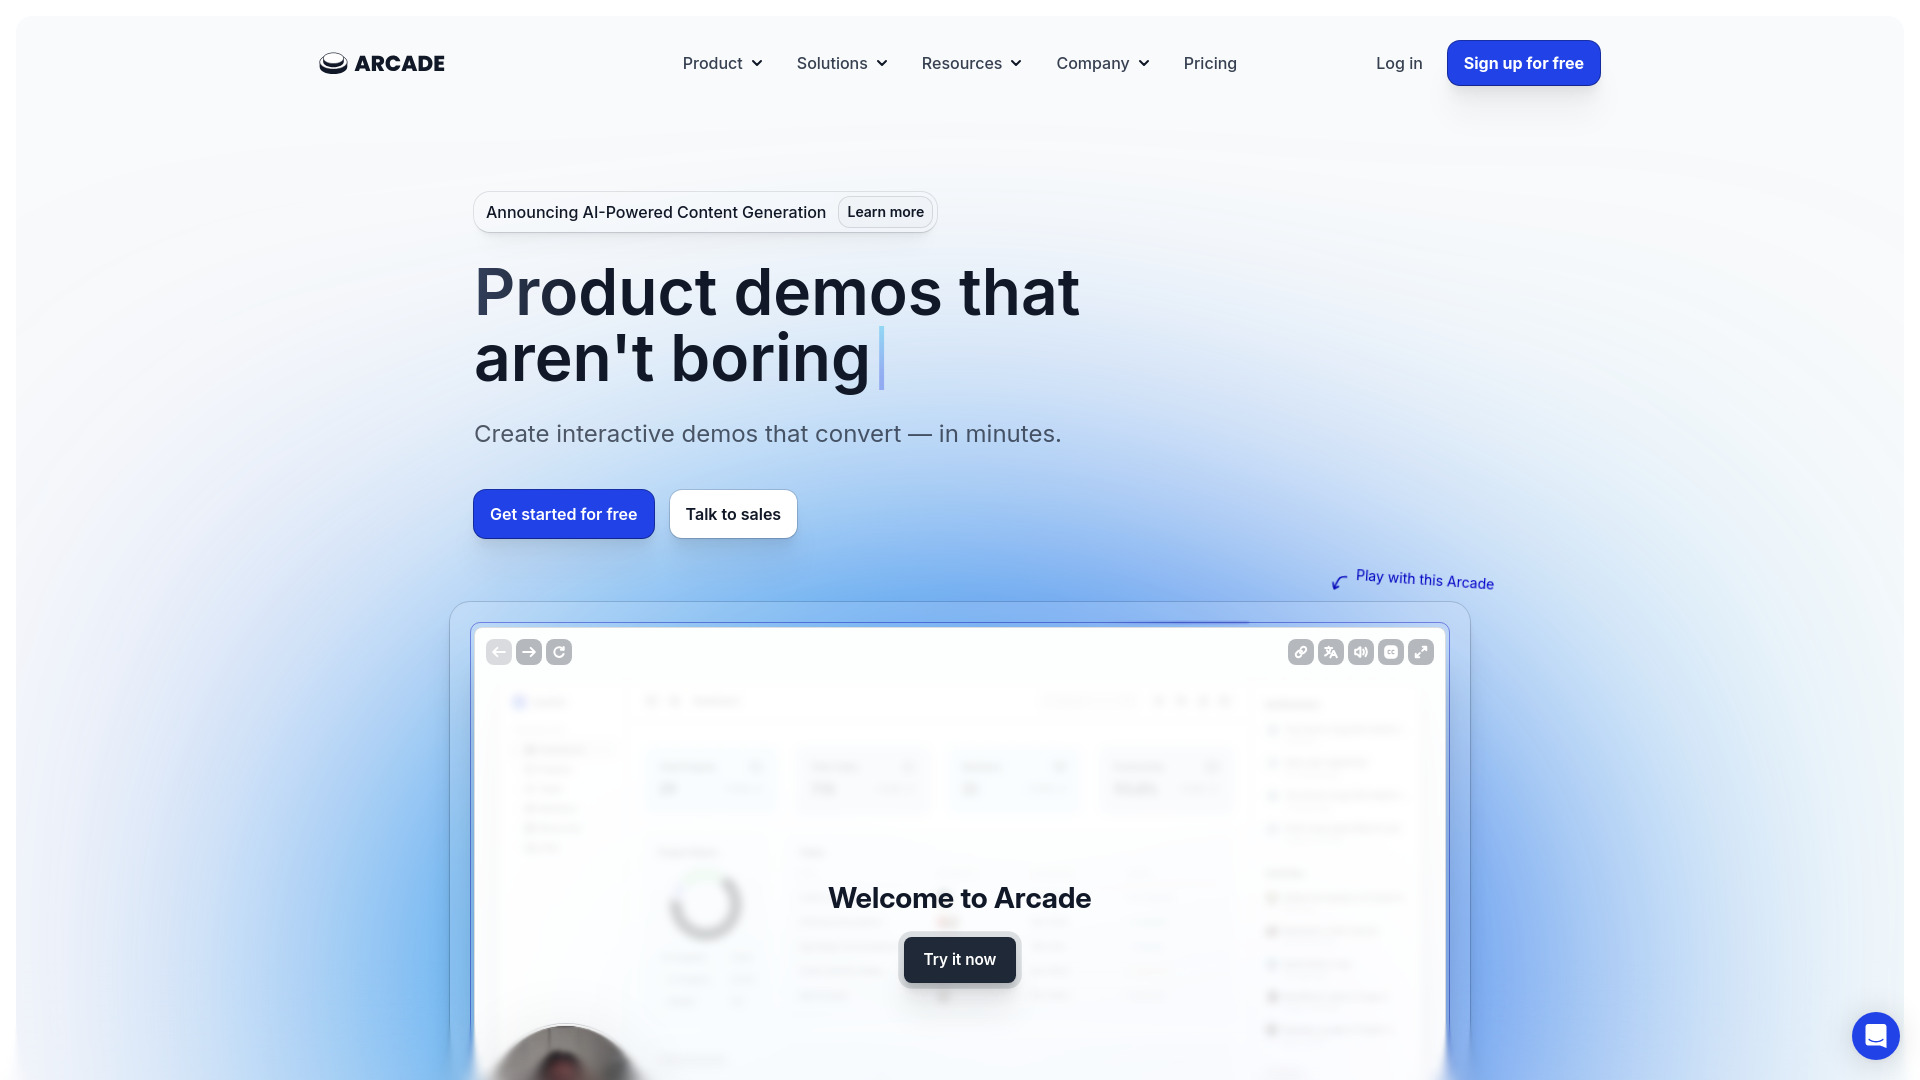 ARCADE
Product
Solutions
Resources
Company
Pricing
Log in
Sign up for free
Announcing AI-Powered Content Generation
Learn more
Product demos that
aren't boring
Create interactive demos that convert — in minutes.
Get started for free
Talk to sales
Play with this Arcade
Welcome to Arcade
Try it now